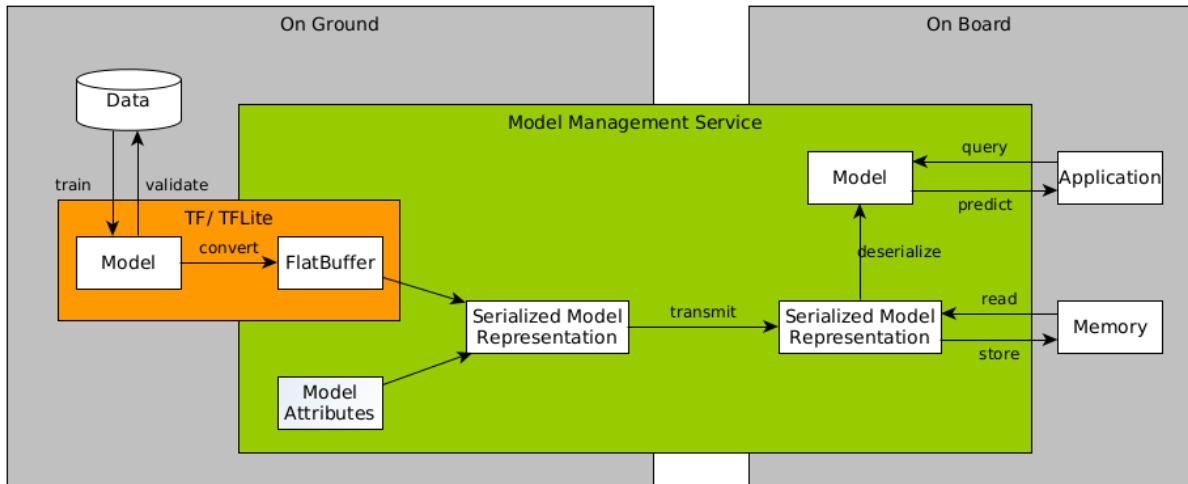 On Ground
On Board
Data
Model Management Service
query
train
validate
Model
Application
predict
TF/ TFLite
convert
Model
FlatBuffer
deserialize
Serialized Model
Representation
transmit
Serialized Model
Representation
read
Memory
store
Model
Attributes